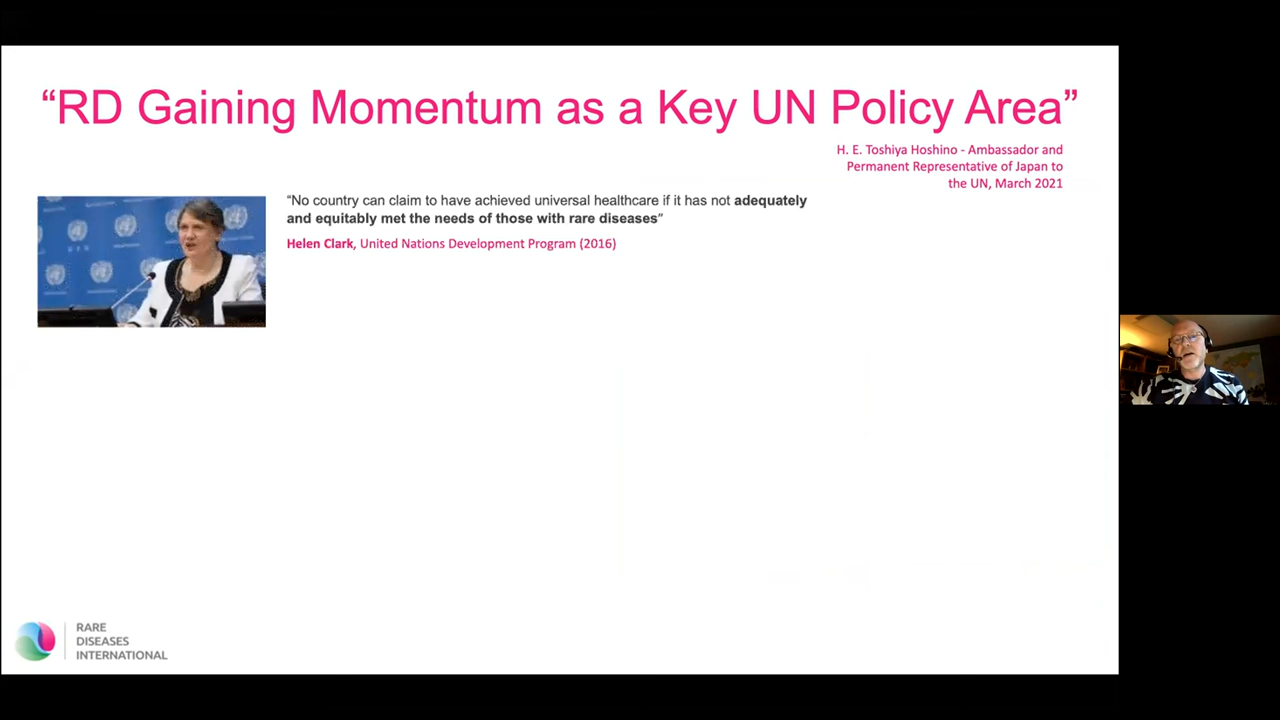 “RD Gaining Momentum as a Key UN Policy Area”
H. E. Toshiya Hoshino - Ambassador and
Permanent Representative of Japan to
the UN, March 2021
“No country can claim to have achieved universal healthcare if it has not adequately
and equitably met the needs of those with rare diseases”
Helen Clark, United Nations Development Program (2016)
RARE
DISEASES
INTERNATIONAL